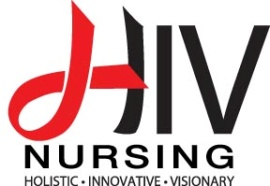 HIV
NURSING
HOLISTIC • INNOVATIVE • VISIONARY